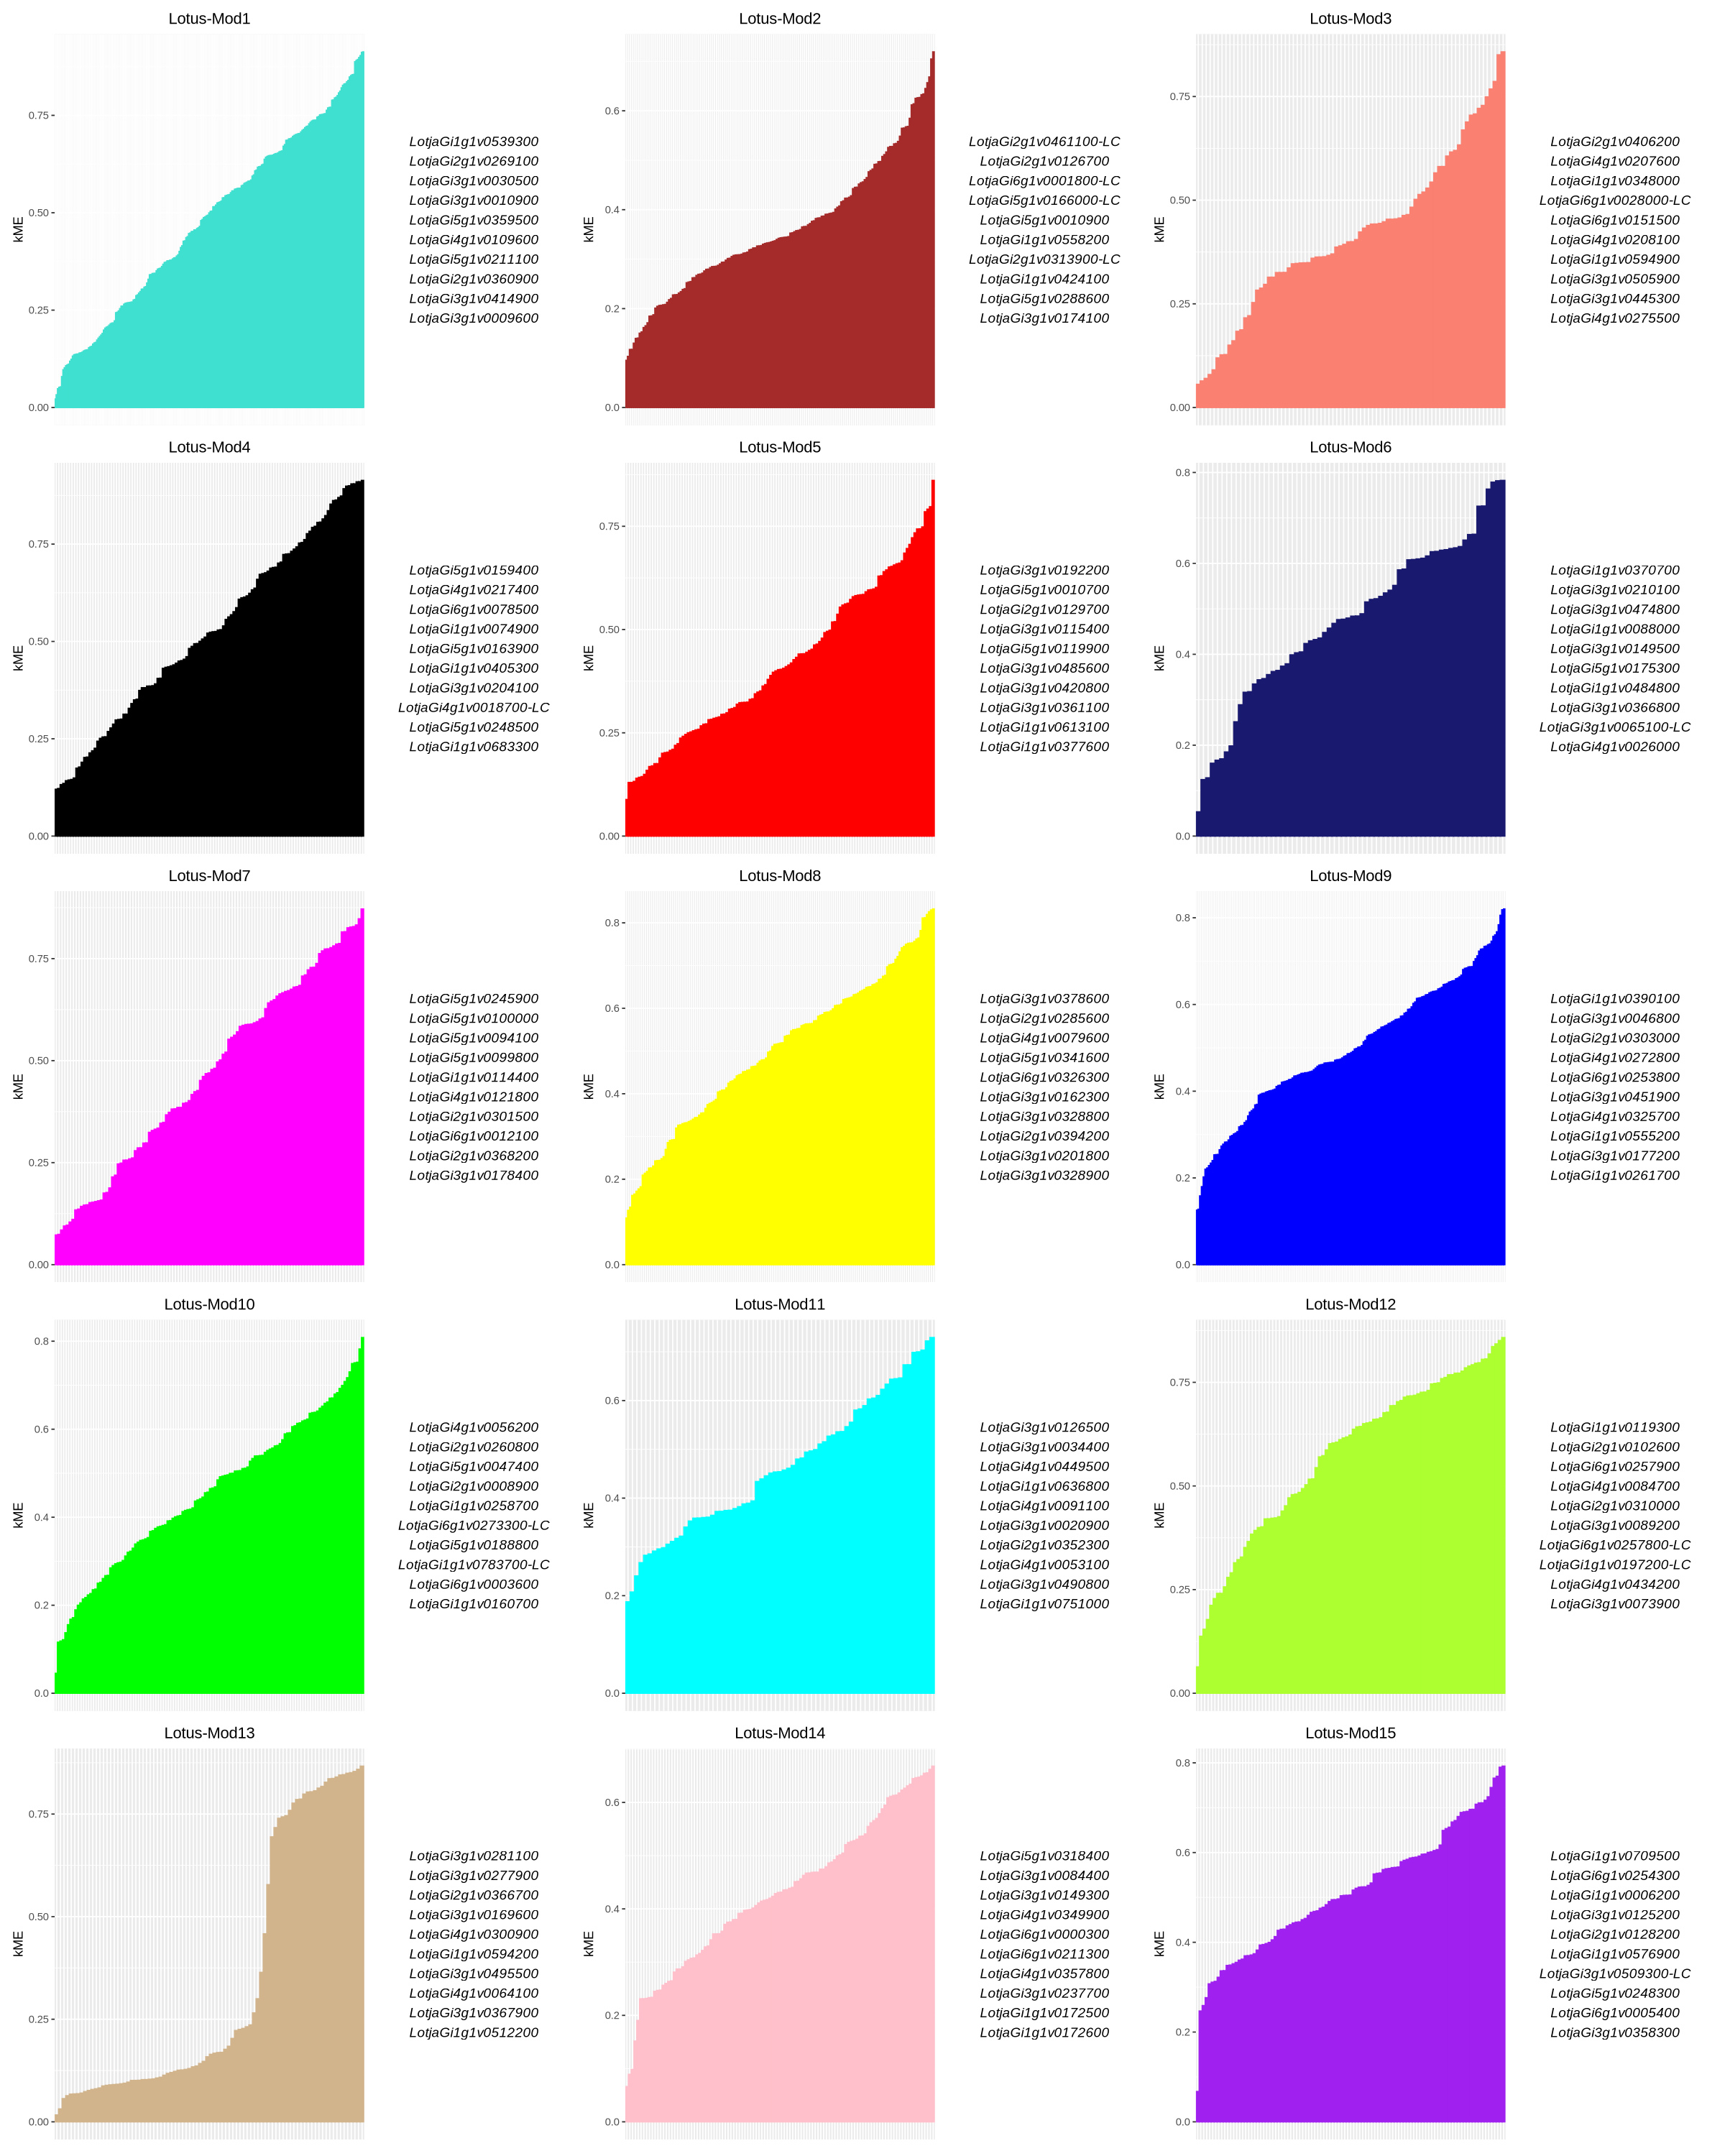 Lotus-Mod1
kME
0.75
0.50
0.25
0.00
LotjaGi1g1v0539300
LotjaGi2g1v0269100
LotjaGi3g1v0030500
LotjaGi3g1v0010900
LotjaGi5g1v0359500
LotjaGi4g1v0109600
LotjaGi5g1v0211100
LotjaGi2g1v0360900
LotjaGi3g1v0414900
LotjaGi3g1v0009600
Lotus-Mod2
kME
0.6
0.4
0.2
0.0
LotjaGi2g1v0461100-LC
LotjaGi2g1v0126700
LotjaGi6g1v0001800-LC
LotjaGi5g1v0166000-LC
LotjaGi5g1v0010900
LotjaGi1g1v0558200
LotjaGi2g1v0313900-LC
LotjaGi1g1v0424100
LotjaGi5g1v0288600
LotjaGi3g1v0174100
Lotus-Mod3
kME
0.75
0.50
0.25
0.00
LotjaGi2g1v0406200
LotjaGi4g1v0207600
LotjaGi1g1v0348000
LotjaGi6g1v0028000-LC
LotjaGi6g1v0151500
LotjaGi4g1v0208100
LotjaGi1g1v0594900
LotjaGi3g1v0505900
LotjaGi3g1v0445300
LotjaGi4g1v0275500
Lotus-Mod4
kME
0.75
0.50
0.25
0.00
LotjaGi5g1v0159400
LotjaGi4g1v0217400
LotjaGi6g1v0078500
LotjaGi1g1v0074900
LotjaGi5g1v0163900
LotjaGi1g1v0405300
LotjaGi3g1v0204100
LotjaGi4g1v0018700-LC
LotjaGi5g1v0248500
LotjaGi1g1v0683300
Lotus-Mod5
kME
0.75
0.50
0.25
0.00
LotjaGi3g1v0192200
LotjaGi5g1v0010700
LotjaGi2g1v0129700
LotjaGi3g1v0115400
LotjaGi5g1v0119900
LotjaGi3g1v0485600
LotjaGi3g1v0420800
LotjaGi3g1v0361100
LotjaGi1g1v0613100
LotjaGi1g1v0377600
Lotus-Mod6
kME
0.8
0.6
0.4
0.2
0.0
LotjaGi1g1v0370700
LotjaGi3g1v0210100
LotjaGi3g1v0474800
LotjaGi1g1v0088000
LotjaGi3g1v0149500
LotjaGi5g1v0175300
LotjaGi1g1v0484800
LotjaGi3g1v0366800
LotjaGi3g1v0065100-LC
LotjaGi4g1v0026000
Lotus-Mod7
kME
0.75
0.50
0.25
0.00
LotjaGi5g1v0245900
LotjaGi5g1v0100000
LotjaGi5g1v0094100
LotjaGi5g1v0099800
LotjaGi1g1v0114400
LotjaGi4g1v0121800
LotjaGi2g1v0301500
LotjaGi6g1v0012100
LotjaGi2g1v0368200
LotjaGi3g1v0178400
Lotus-Mod8
kME
0.8
0.6
0.4
0.2
0.0
LotjaGi3g1v0378600
LotjaGi2g1v0285600
LotjaGi4g1v0079600
LotjaGi5g1v0341600
LotjaGi6g1v0326300
LotjaGi3g1v0162300
LotjaGi3g1v0328800
LotjaGi2g1v0394200
LotjaGi3g1v0201800
LotjaGi3g1v0328900
Lotus-Mod9
kME
0.8
0.6
0.4
0.2
0.0
LotjaGi1g1v0390100
LotjaGi3g1v0046800
LotjaGi2g1v0303000
LotjaGi4g1v0272800
LotjaGi6g1v0253800
LotjaGi3g1v0451900
LotjaGi4g1v0325700
LotjaGi1g1v0555200
LotjaGi3g1v0177200
LotjaGi1g1v0261700
Lotus-Mod10
kME
0.8
0.6
0.4
0.2
0.0
LotjaGi4g1v0056200
LotjaGi2g1v0260800
LotjaGi5g1v0047400
LotjaGi2g1v0008900
LotjaGi1g1v0258700
LotjaGi6g1v0273300-LC
LotjaGi5g1v0188800
LotjaGi1g1v0783700-LC
LotjaGi6g1v0003600
LotjaGi1g1v0160700
Lotus-Mod11
kME
0.6
0.4
0.2
0.0
LotjaGi3g1v0126500
LotjaGi3g1v0034400
LotjaGi4g1v0449500
LotjaGi1g1v0636800
LotjaGi4g1v0091100
LotjaGi3g1v0020900
LotjaGi2g1v0352300
LotjaGi4g1v0053100
LotjaGi3g1v0490800
LotjaGi1g1v0751000
Lotus-Mod12
kME
0.75
0.50
0.25
0.00
LotjaGi1g1v0119300
LotjaGi2g1v0102600
LotjaGi6g1v0257900
LotjaGi4g1v0084700
LotjaGi2g1v0310000
LotjaGi3g1v0089200
LotjaGi6g1v0257800-LC
LotjaGi1g1v0197200-LC
LotjaGi4g1v0434200
LotjaGi3g1v0073900
Lotus-Mod13
kME
0.75
0.50
0.25
0.00
LotjaGi3g1v0281100
LotjaGi3g1v0277900
LotjaGi2g1v0366700
LotjaGi3g1v0169600
LotjaGi4g1v0300900
LotjaGi1g1v0594200
LotjaGi3g1v0495500
LotjaGi4g1v0064100
LotjaGi3g1v0367900
LotjaGi1g1v0512200
Lotus-Mod14
kME
0.6
0.4
0.2
0.0
LotjaGi5g1v0318400
LotjaGi3g1v0084400
LotjaGi3g1v0149300
LotjaGi4g1v0349900
LotjaGi6g1v0000300
LotjaGi6g1v0211300
LotjaGi4g1v0357800
LotjaGi3g1v0237700
LotjaGi1g1v0172500
LotjaGi1g1v0172600
Lotus-Mod15
kME
0.8
0.6
0.4
0.2
0.0
LotjaGi1g1v0709500
LotjaGi6g1v0254300
LotjaGi1g1v0006200
LotjaGi3g1v0125200
LotjaGi2g1v0128200
LotjaGi1g1v0576900
LotjaGi3g1v0509300-LC
LotjaGi5g1v0248300
LotjaGi6g1v0005400
LotjaGi3g1v0358300